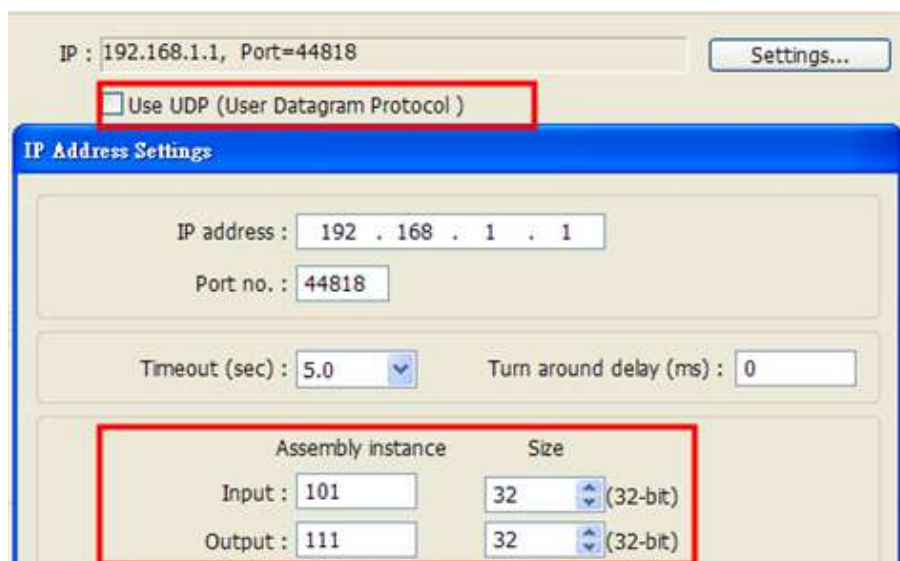 IP : 192.168.1.1, Port=44818 Settings...
Use UDP (User Datagram Protocol )
IP Address Settings
IP address : 192 . 168 . 1 . 1
Port no. : 44818
Timeout (sec) : 5.0 Turn around delay (ms) : 0
Assembly instance Size
Input : 101 32 (32-bit)
Output : 111 32 (32-bit)